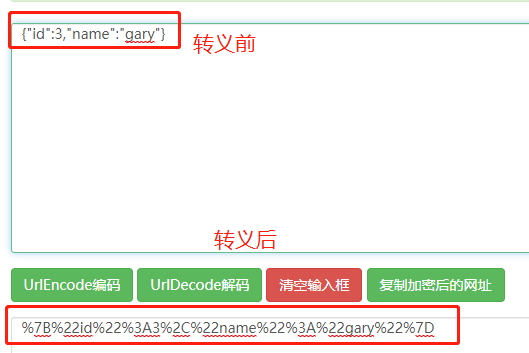 {"id":3,"name":"gary"}
转义前
转义后
UrlEncode编码 UrlDecode解码 清空输入框 复制加密后的网址
%7B%22id%22%3A3%2C%22name%22%3A%22gary%22%7D